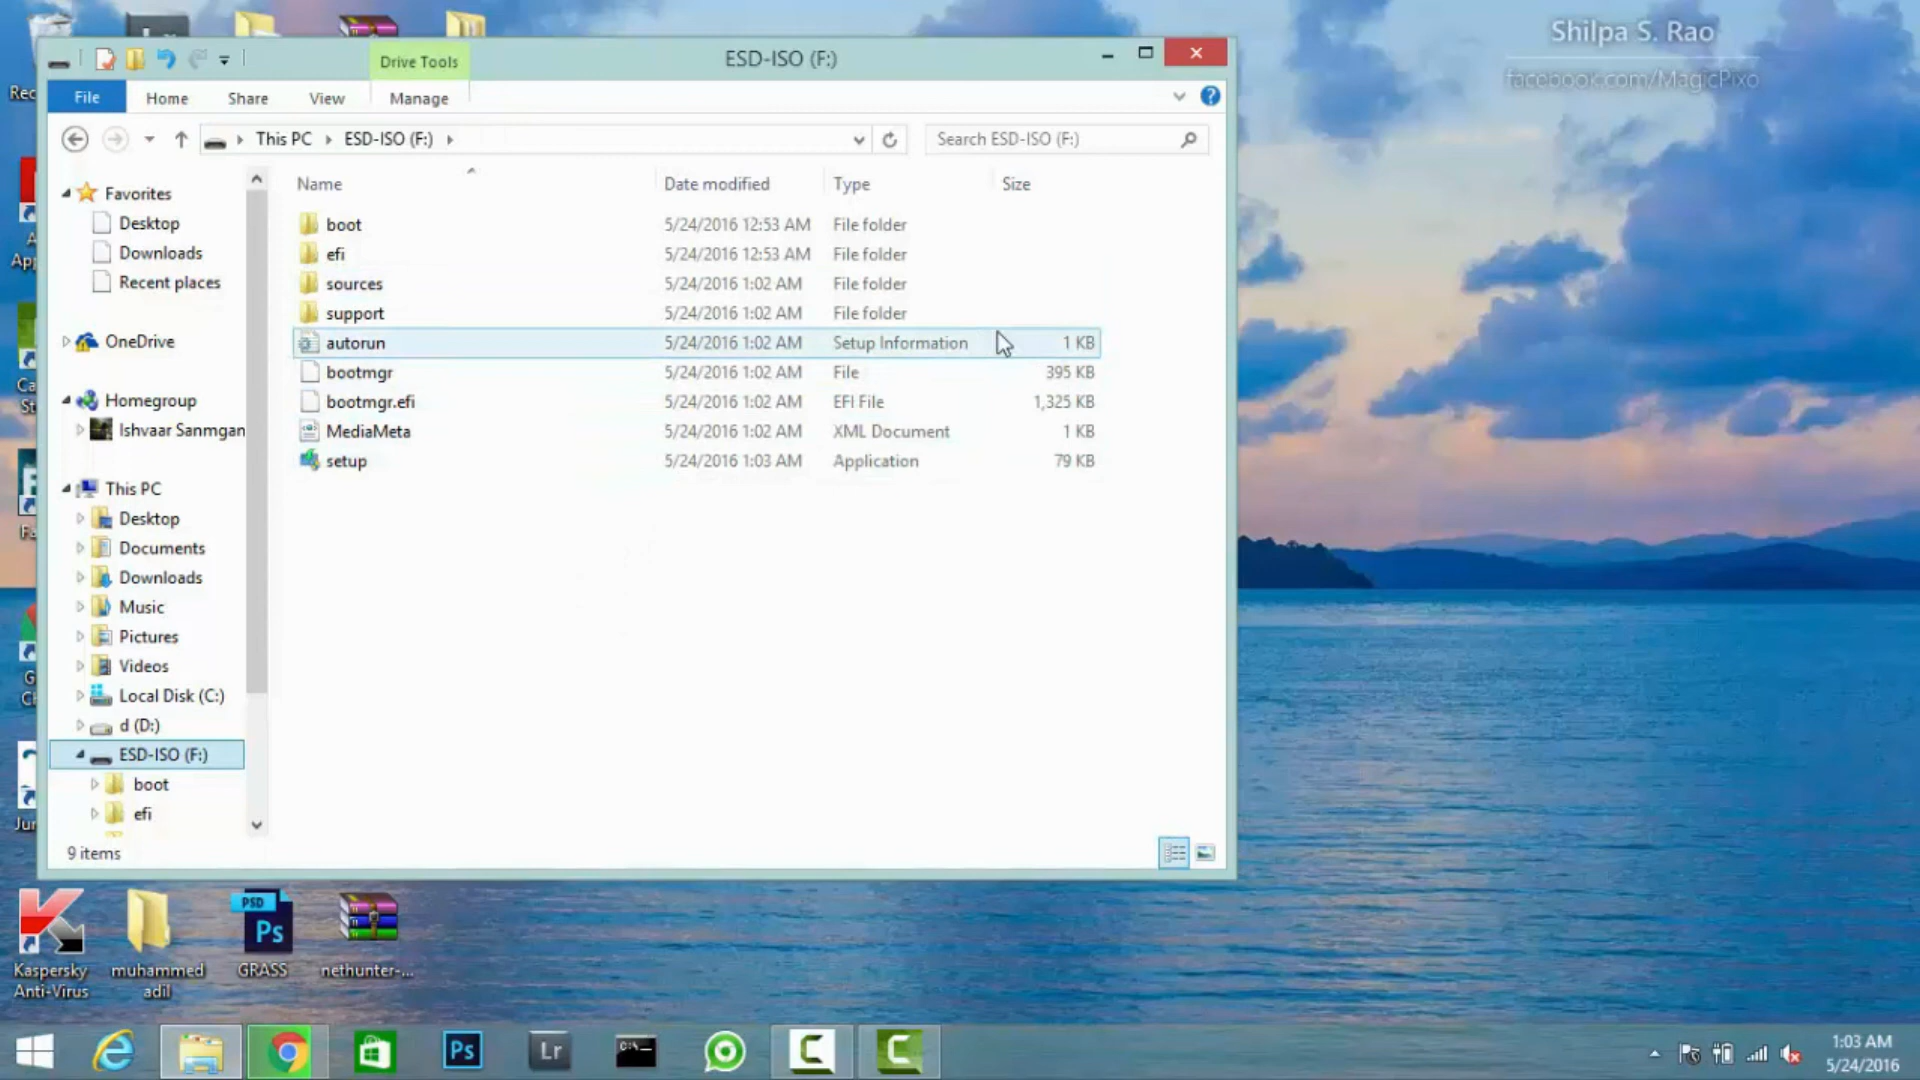 Shilpa S. Rao
facebook.com/MagicPixo
Drive Tools
ESD-ISO (F:)
File Home Share View Manage
This PC ESD-ISO (F:)
Search ESD-ISO (F:)
Name Date modified Type Size
boot 5/24/2016 12:53 AM File folder
efi 5/24/2016 12:53 AM File folder
sources 5/24/2016 1:02 AM File folder
support 5/24/2016 1:02 AM File folder
autorun 5/24/2016 1:02 AM Setup Information 1 KB
bootmgr 5/24/2016 1:02 AM File 395 KB
bootmgr.efi 5/24/2016 1:02 AM EFI File 1,325 KB
MediaMeta 5/24/2016 1:02 AM XML Document 1 KB
setup 5/24/2016 1:03 AM Application 79 KB
Favorites
Desktop
Downloads
Recent places
OneDrive
Homegroup
Ishvaar Sanmgan
This PC
Desktop
Documents
Downloads
Music
Pictures
Videos
Local Disk (C:)
d (D:)
ESD-ISO (F:)
boot
efi
9 items
Kaspersky
Anti-Virus
muhammed
adil
PSD
Ps
GRASS
nethunter-...
Ps
Lr
C:\
1:03 AM
5/24/2016